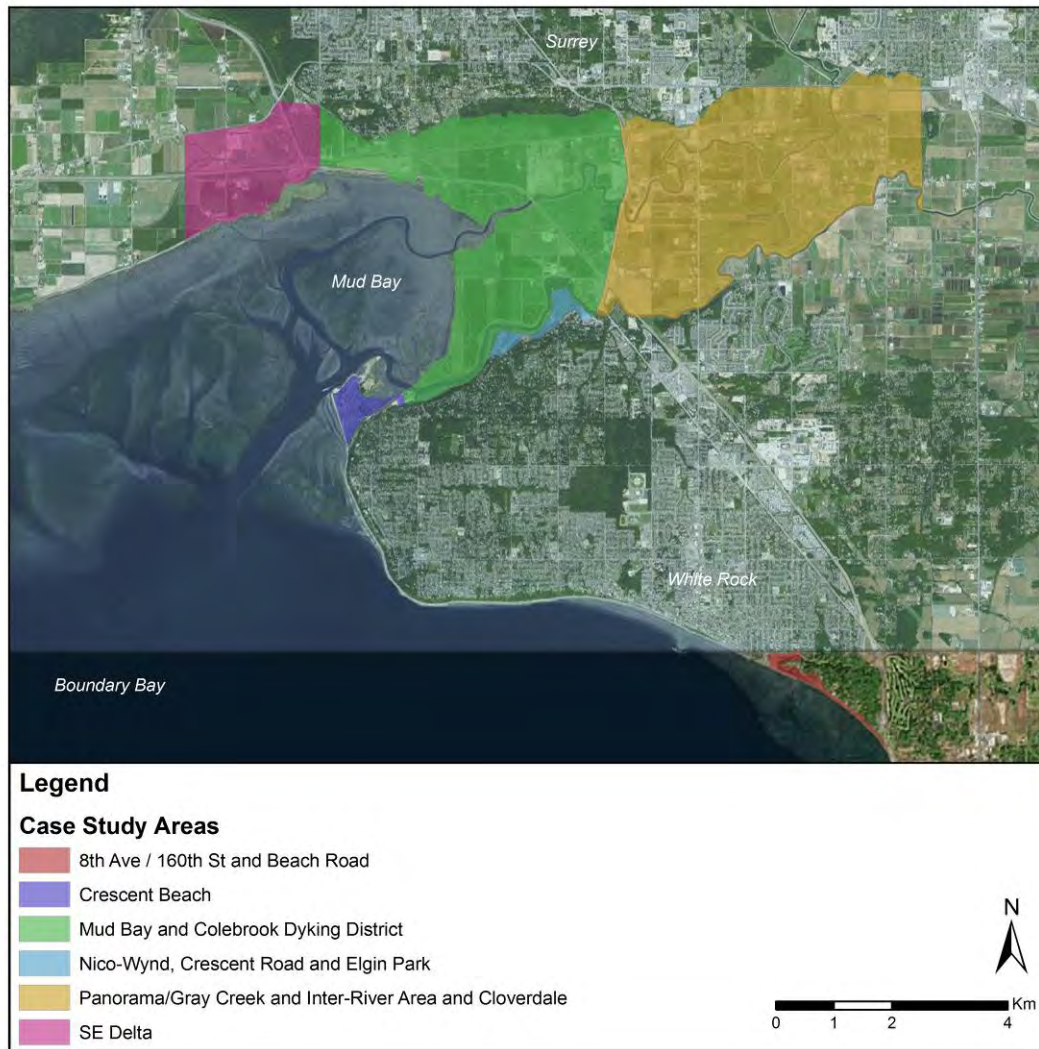 Surrey
Mud Bay
White Rock
Boundary Bay
Legend
Case Study Areas
8th Ave / 160th St and Beach Road
Crescent Beach
Mud Bay and Colebrook Dyking District
Nico-Wynd, Crescent Road and Elgin Park
Panorama/Gray Creek and Inter-River Area and Cloverdale
SE Delta
N
Km
0 1 2 4